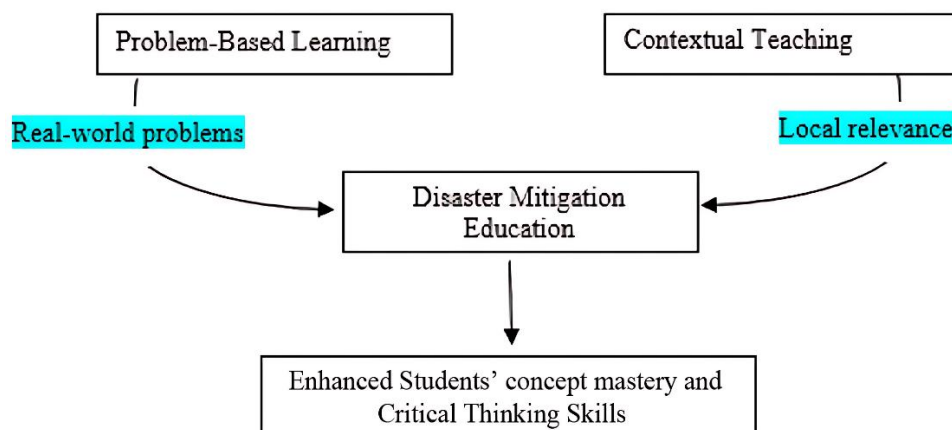 Problem-Based Learning
Contextual Teaching
Real-world problems
Local relevance
Disaster Mitigation
Education
Enhanced Students’ concept mastery and
Critical Thinking Skills